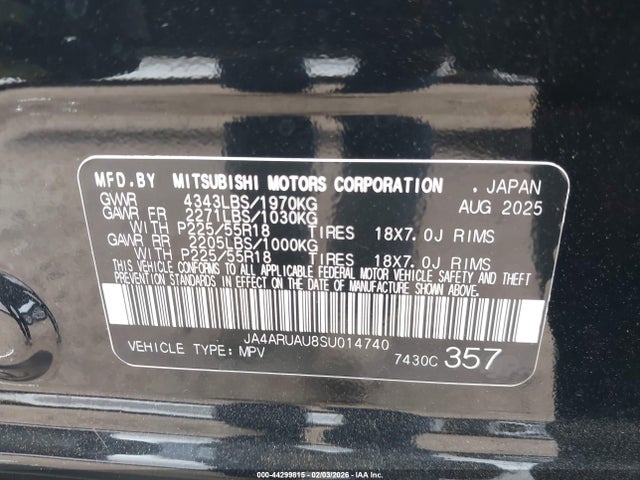 MFD.BY MITSUBISHI MOTORS CORPORATION . JAPAN
GVWR 4343LBS/1970KG AUG 2025
GAWR FR 2271LBS/1030KG
WITH P225/55R18 TIRES 18X7.0J RIMS
GAWR RR 2205LBS/1000KG
WITH P225/55R18 TIRES 18X7.0J RIMS
THIS VEHICLE CONFORMS TO ALL APPLICABLE FEDERAL MOTOR VEHICLE SAFETY AND THEFT
PREVENTION STANDARDS IN EFFECT ON THE DATE OF MANUFACTURE SHOWN ABOVE.
JA4ARUAU8SU014740
VEHICLE TYPE: MPV 7430C 357
000-44299815 - 02/03/2026 - IAA Inc.